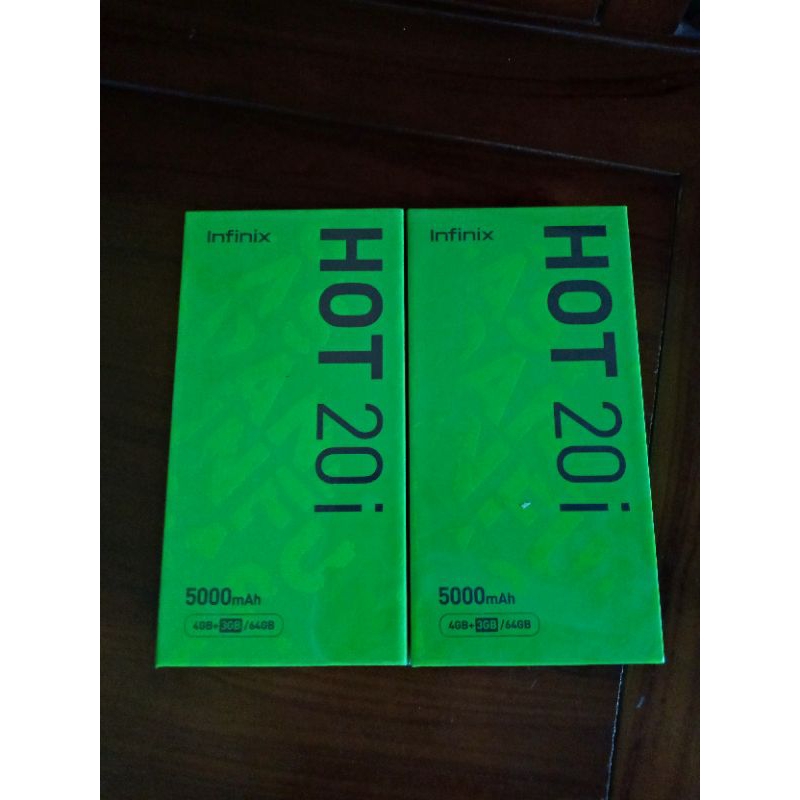 Infinix
HOT 20i
5000mAh
4GB+3GB/64GB
Infinix
HOT 20i
5000mAh
4GB+3GB/64GB